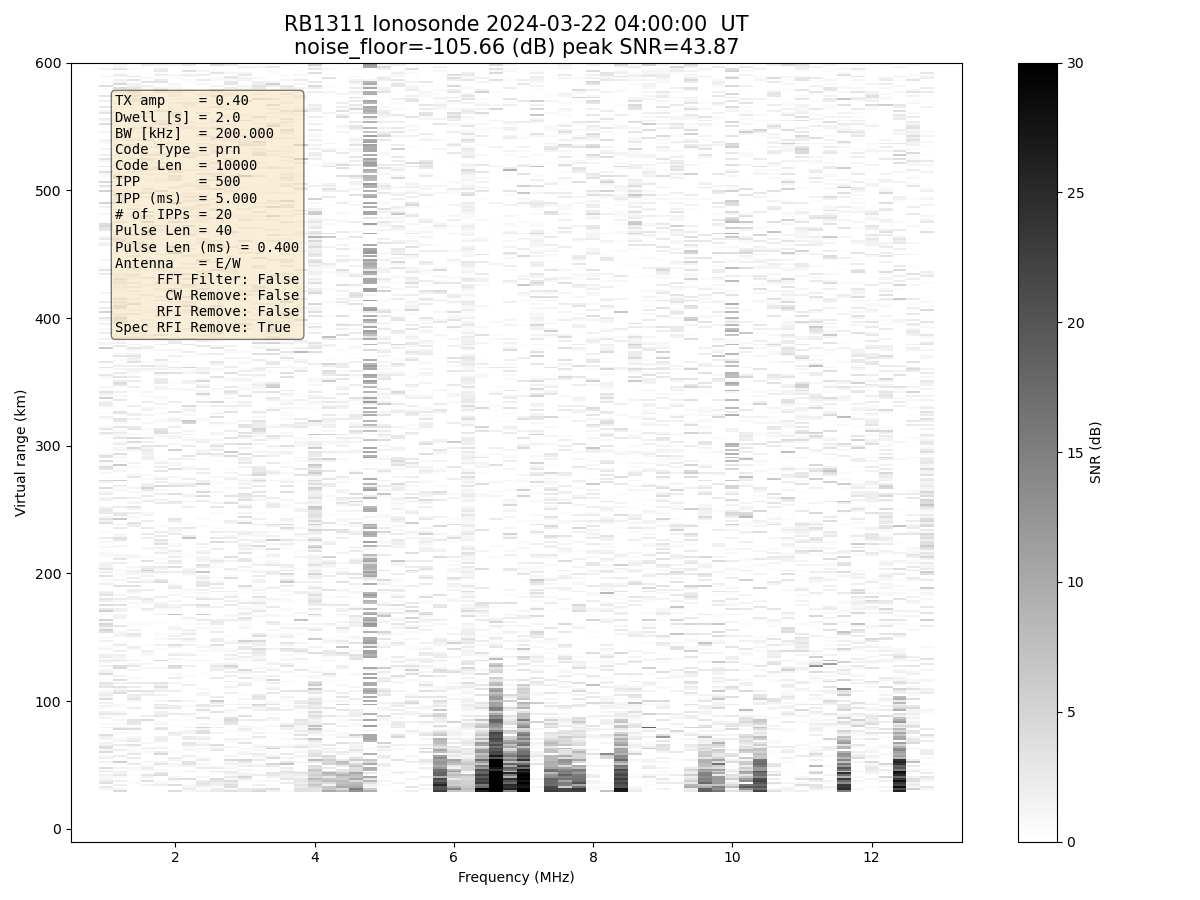 RB1311 Ionosonde 2024-03-22 04:00:00  UT
noise_floor=-105.66 (dB) peak SNR=43.87
TX amp    = 0.40
Dwell [s] = 2.0
BW [kHz]  = 200.000
Code Type = prn
Code Len  = 10000
IPP       = 500
IPP (ms)  = 5.000
# of IPPs = 20
Pulse Len = 40
Pulse Len (ms) = 0.400
Antenna   = E/W
FFT Filter: False
CW Remove: False
RFI Remove: False
Spec RFI Remove: True
600
500
400
300
200
100
0
Virtual range (km)
2
4
6
8
10
12
Frequency (MHz)
30
25
20
15
10
5
0
SNR (dB)